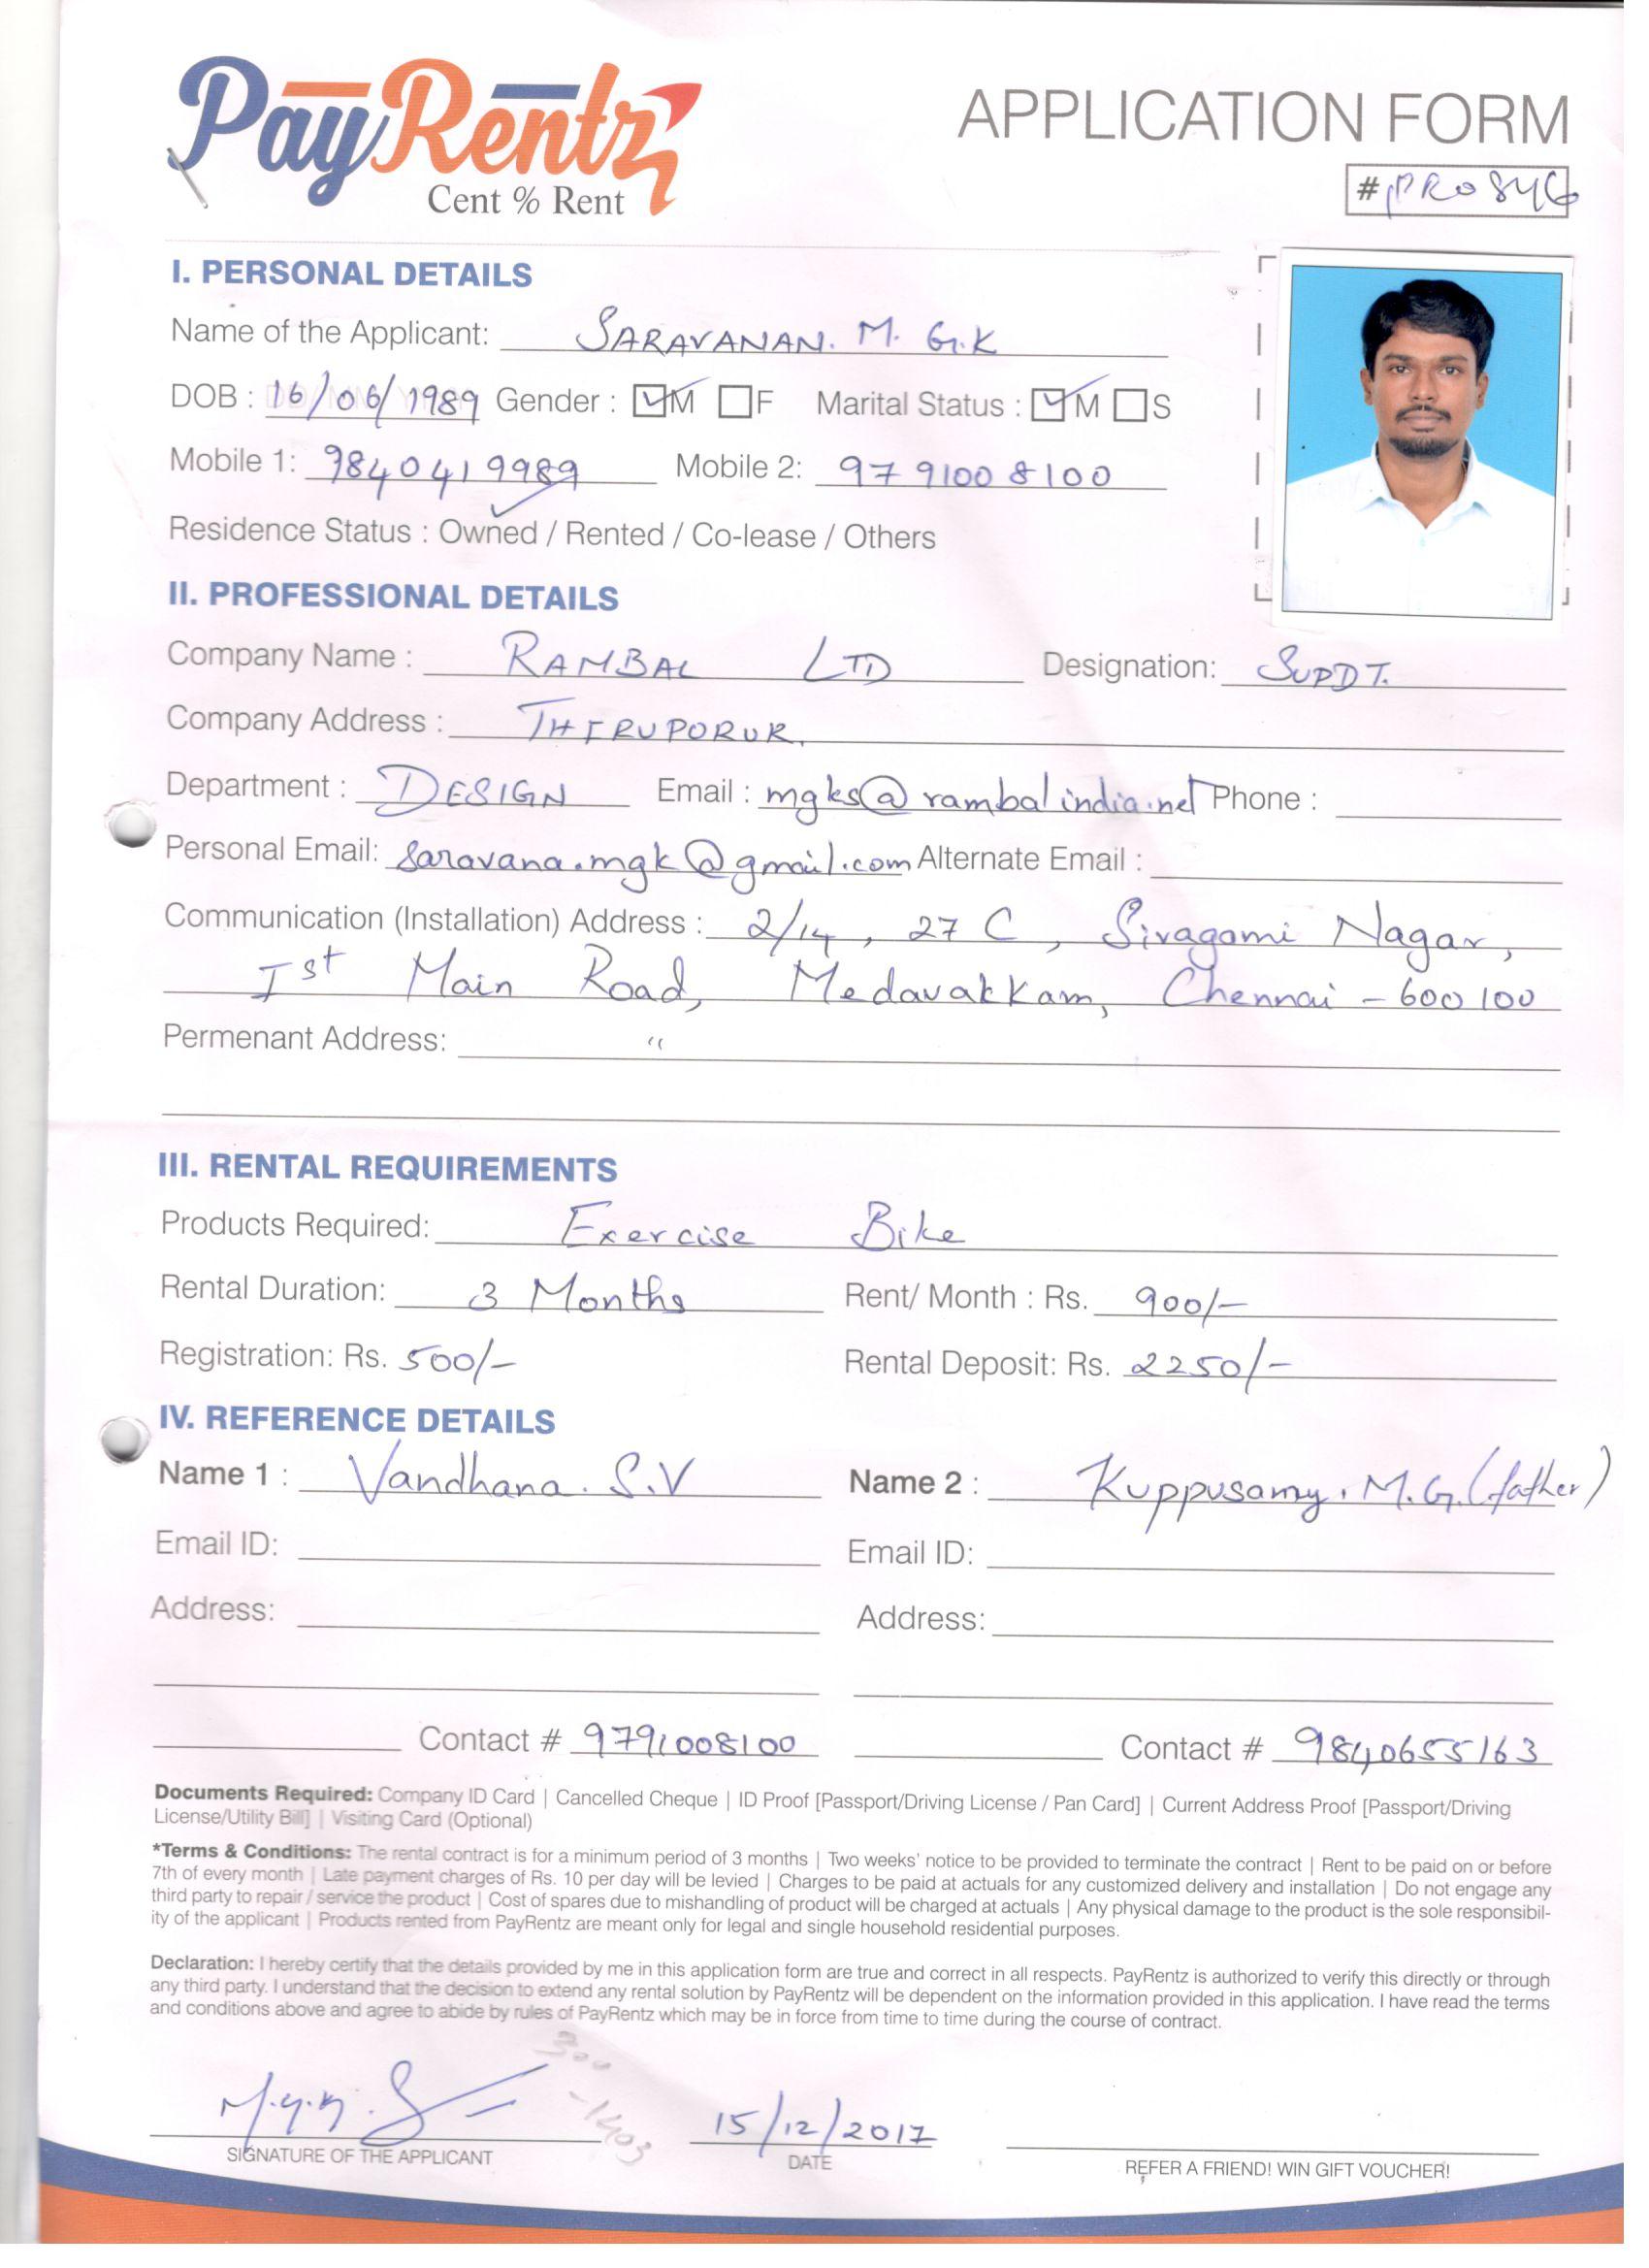 PayRentz
Cent % Rent
APPLICATION FORM
# PR0846
I. PERSONAL DETAILS
Name of the Applicant: SARAVANAN. M. G.K
DOB : 16/06/1989 Gender : M F Marital Status : M S
Mobile 1: 9840419989 Mobile 2: 9791008100
Residence Status : Owned / Rented / Co-lease / Others
II. PROFESSIONAL DETAILS
Company Name : RAMBAL LTD Designation: SUPDT.
Company Address : THIRUPORUR.
Department : DESIGN Email : mgks@rambalindia.net Phone :
Personal Email: saravana.mgk@gmail.com Alternate Email :
Communication (Installation) Address : 2/14, 27 C, Sivagami Nagar,
Ist Main Road, Medavakkam, Chennai - 600100
Permenant Address: "
III. RENTAL REQUIREMENTS
Products Required: Exercise Bike
Rental Duration: 3 Months Rent/ Month : Rs. 900/-
Registration: Rs. 500/- Rental Deposit: Rs. 2250/-
IV. REFERENCE DETAILS
Name 1 : Vandhana. S.V Name 2 : Kuppusamy. M.G. (father)
Email ID: Email ID:
Address: Address:
Contact # 9791008100 Contact # 9840655163
Documents Required: Company ID Card | Cancelled Cheque | ID Proof [Passport/Driving License / Pan Card] | Current Address Proof [Passport/Driving
License/Utility Bill] | Visiting Card (Optional)
*Terms & Conditions: The rental contract is for a minimum period of 3 months | Two weeks' notice to be provided to terminate the contract | Rent to be paid on or before
7th of every month | Late payment charges of Rs. 10 per day will be levied | Charges to be paid at actuals for any customized delivery and installation | Do not engage any
third party to repair / service the product | Cost of spares due to mishandling of product will be charged at actuals | Any physical damage to the product is the sole responsibil-
ity of the applicant | Products rented from PayRentz are meant only for legal and single household residential purposes.
Declaration: I hereby certify that the details provided by me in this application form are true and correct in all respects. PayRentz is authorized to verify this directly or through
any third party. I understand that the decision to extend any rental solution by PayRentz will be dependent on the information provided in this application. I have read the terms
and conditions above and agree to abide by rules of PayRentz which may be in force from time to time during the course of contract.
300
-1403
15/12/2017
SIGNATURE OF THE APPLICANT DATE REFER A FRIEND! WIN GIFT VOUCHER!